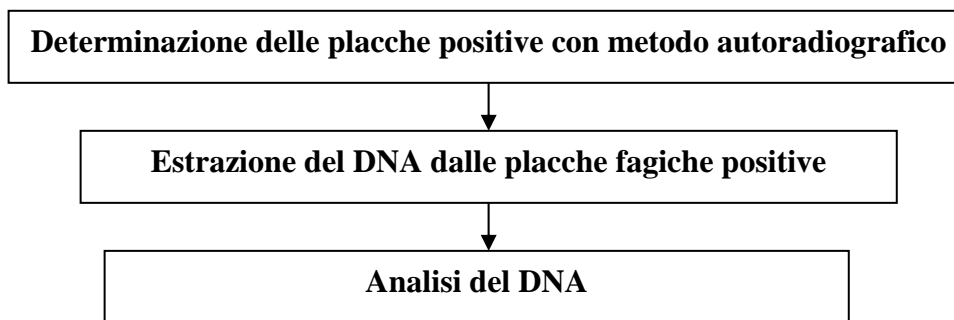 Determinazione delle placche positive con metodo autoradiografico
Estrazione del DNA dalle placche fagiche positive
Analisi del DNA